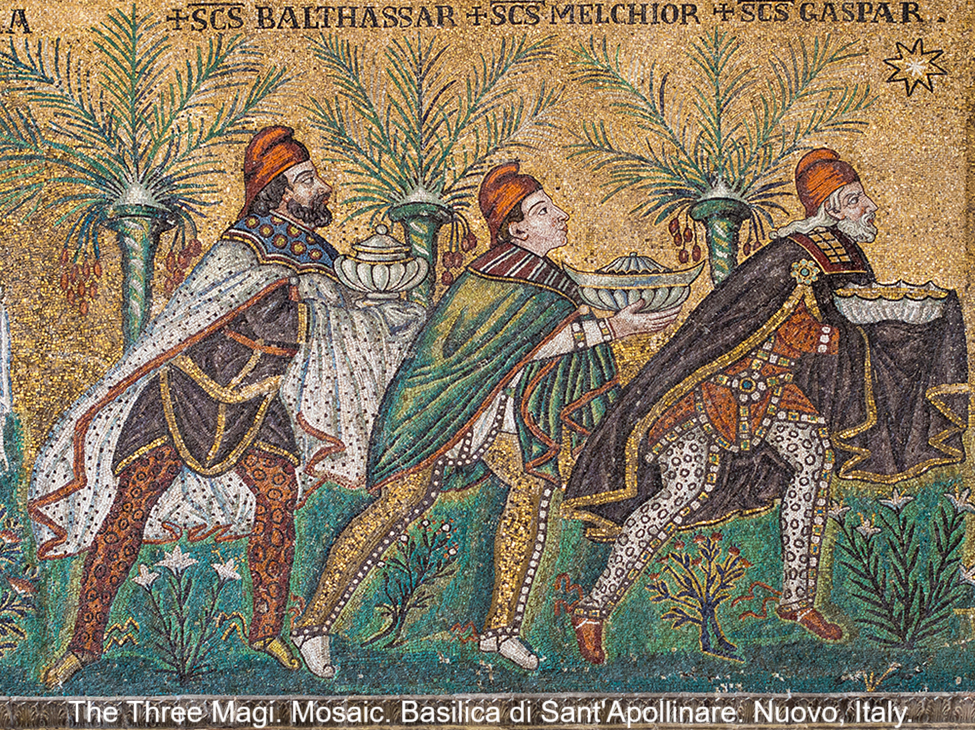 A +SCS BALTHASSAR +SCS MELCHIOR +SCS GASPAR.
The Three Magi. Mosaic. Basilica di Sant'Apollinare. Nuovo, Italy.